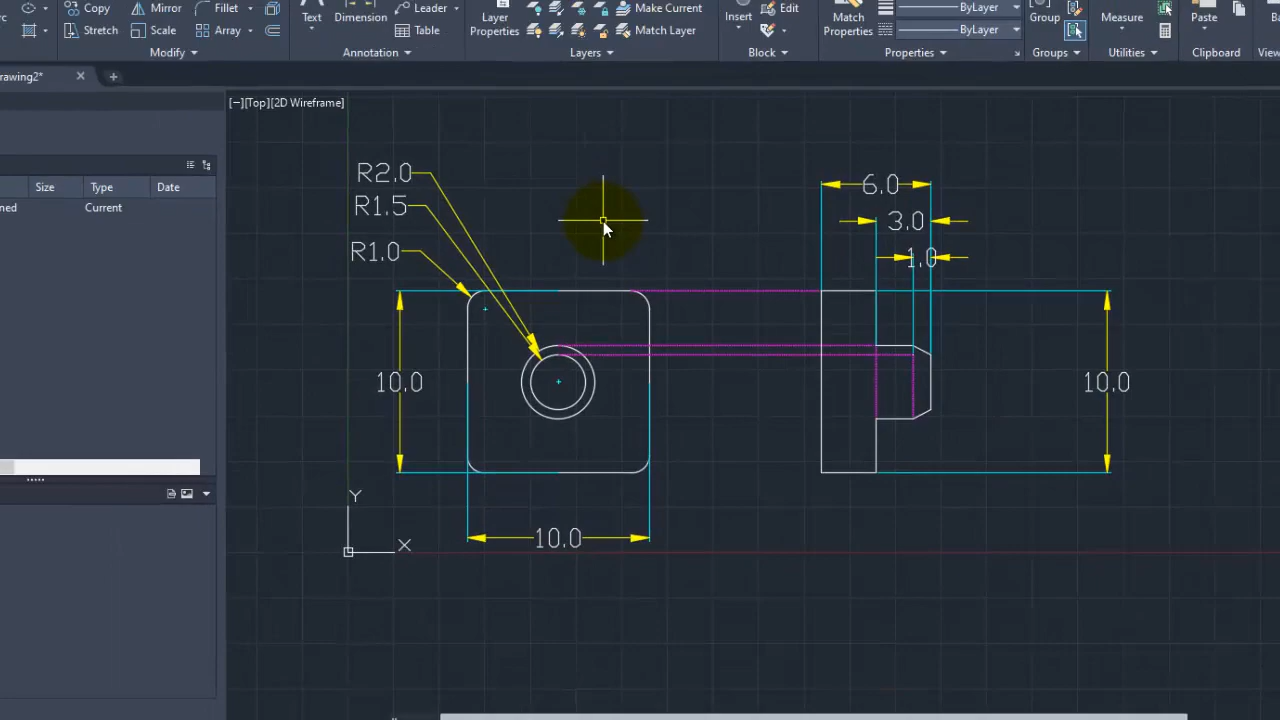 Copy Mirror Fillet
Stretch Scale Array
Modify
Text Dimension Leader
Table
Annotation
Layer Properties
Make Current
Match Layer
Layers
Insert Edit
Block
Match Properties
ByLayer
ByLayer
Properties
Group
Groups
Measure
Utilities
Paste
Clipboard
rawing2*
[−][Top][2D Wireframe]
Size Type Date
ned Current
R2.0
R1.5
R1.0
6.0
3.0
1.0
10.0
10.0
10.0
Y
X